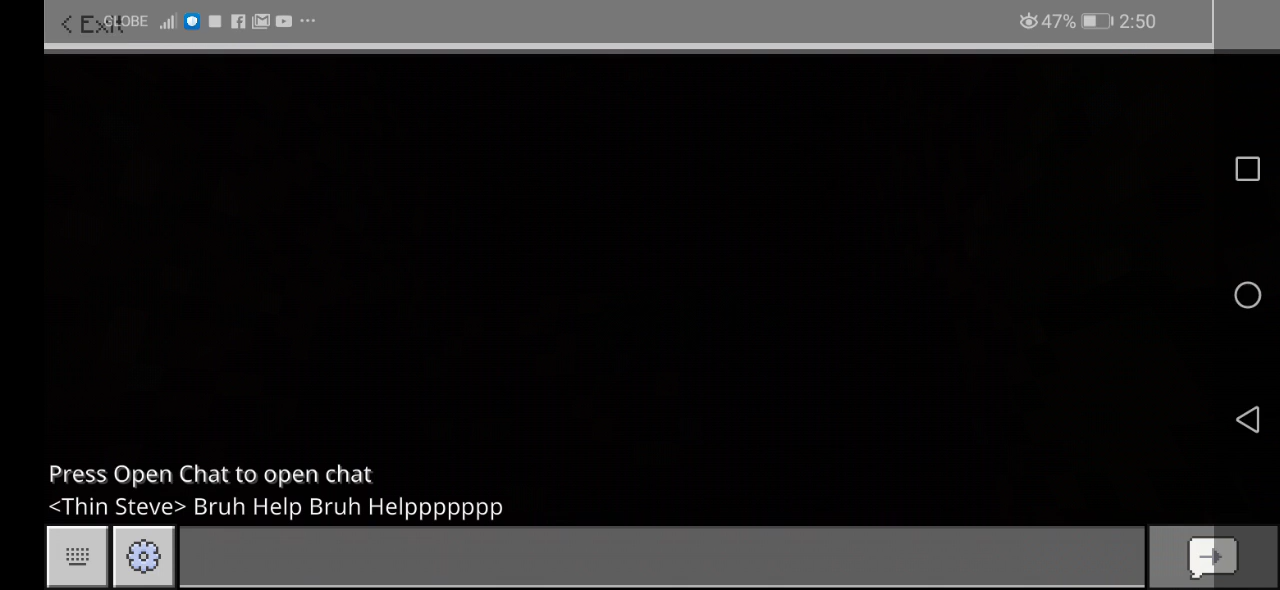 < Exit GLOBE 47% 2:50
Press Open Chat to open chat
<Thin Steve> Bruh Help Bruh Helppppppp